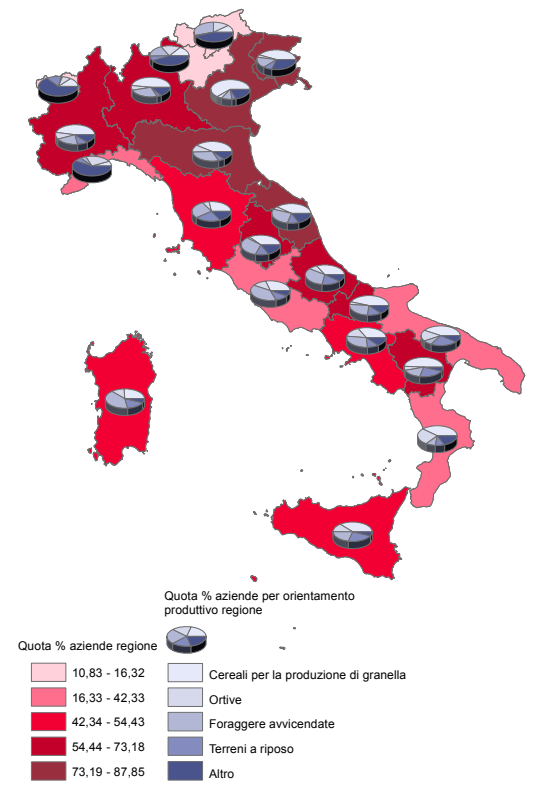 Quota % aziende per orientamento
produttivo regione
Quota % aziende regione
10,83 - 16,32
16,33 - 42,33
42,34 - 54,43
54,44 - 73,18
73,19 - 87,85
Cereali per la produzione di granella
Ortive
Foraggere avvicendate
Terreni a riposo
Altro